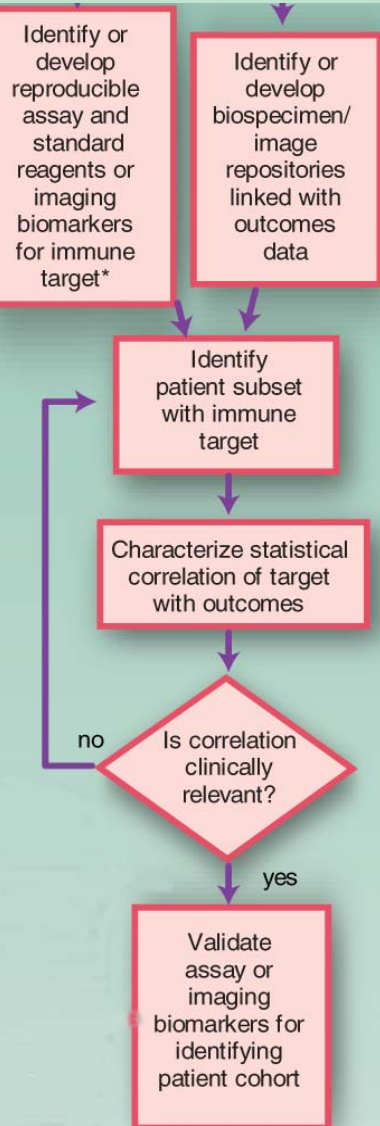 Identify or
develop
reproducible
assay and
standard
reagents or
imaging
biomarkers
for immune
target*
Identify or
develop
biospecimen/
image
repositories
linked with
outcomes
data
Identify
patient subset
with immune
target
Characterize statistical
correlation of target
with outcomes
no
Is correlation
clinically
relevant?
yes
Validate
assay or
imaging
biomarkers for
identifying
patient cohort